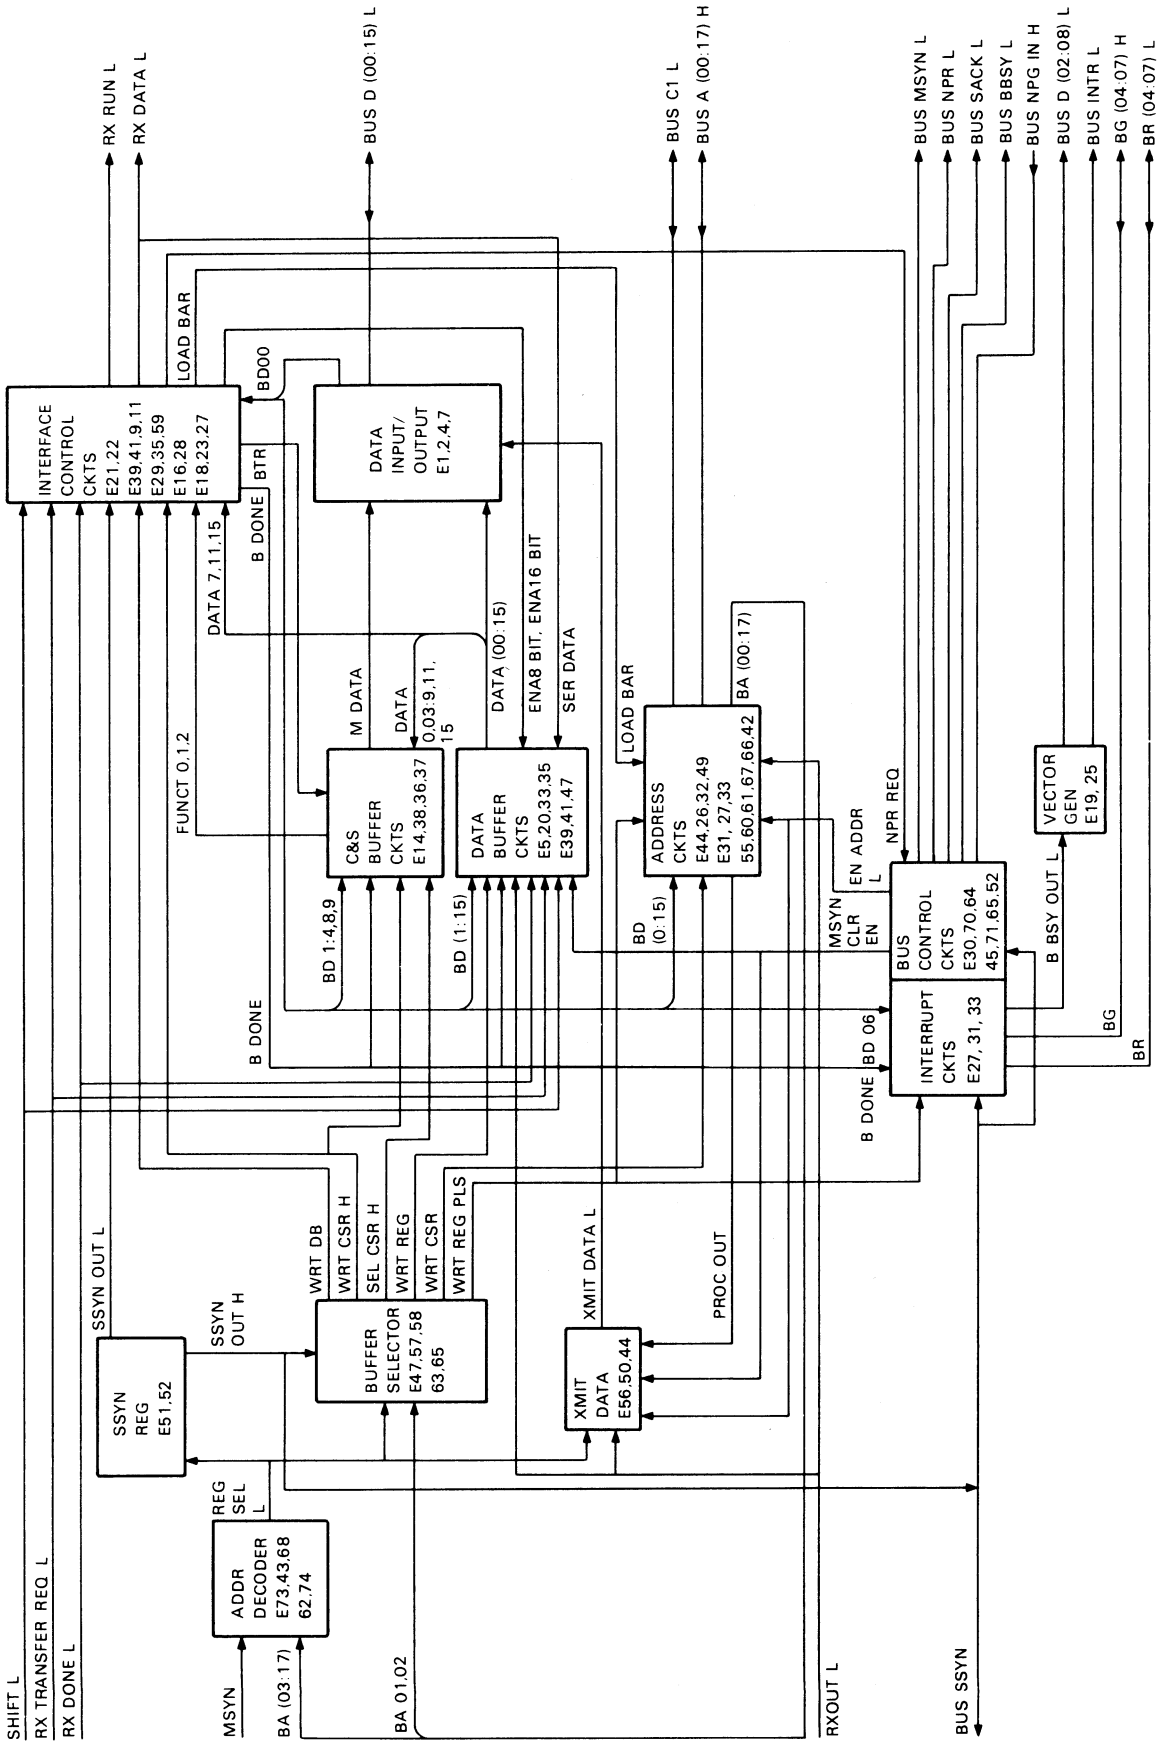 SHIFT L
RX TRANSFER REQ L
RX DONE L
MSYN
BA (03:17)
BA 01,02
RXOUT L
BUS SSYN
ADDR
DECODER
E73,43,68
62,74
REG
SEL
L
SSYN
REG
E51,52
SSYN OUT L
SSYN
OUT H
BUFFER
SELECTOR
E47,57,58
63,65
WRT DB
WRT CSR H
SEL CSR H
WRT REG
WRT CSR
WRT REG PLS
XMIT
DATA
E56,50,44
XMIT DATA L
PROC OUT
B DONE
BD 1:4,8,9
BD (1:15)
BD
(0:15)
MSYN
CLR
EN
EN ADDR
L
NPR REQ
B DONE
BD 06
INTERRUPT
CKTS
E27, 31, 33
BUS
CONTROL
CKTS
E30,70,64
45,71,65,52
BG
BR
B BSY OUT L
VECTOR
GEN
E19, 25
C&S
BUFFER
CKTS
E14,38,36,37
DATA
BUFFER
CKTS
E5,20,33,35
E39,41,47
ADDRESS
CKTS
E44,26,32,49
E31, 27,33
55,60,61,67,66,42
FUNCT 0,1,2
DATA 7,11,15
M DATA
DATA
0,03:9,11,
15
DATA (00:15)
ENA8 BIT, ENA16 BIT
SER DATA
LOAD BAR
BA (00:17)
B DONE
BTR
BD00
LOAD BAR
INTERFACE
CONTROL
CKTS
E21,22
E39,41,9,11
E29,35,59
E16,28
E18,23,27
DATA
INPUT/
OUTPUT
E1,2,4,7
RX RUN L
RX DATA L
BUS D (00:15) L
BUS C1 L
BUS A (00:17) H
BUS MSYN L
BUS NPR L
BUS SACK L
BUS BBSY L
BUS NPG IN H
BUS D (02:08) L
BUS INTR L
BG (04:07) H
BR (04:07) L